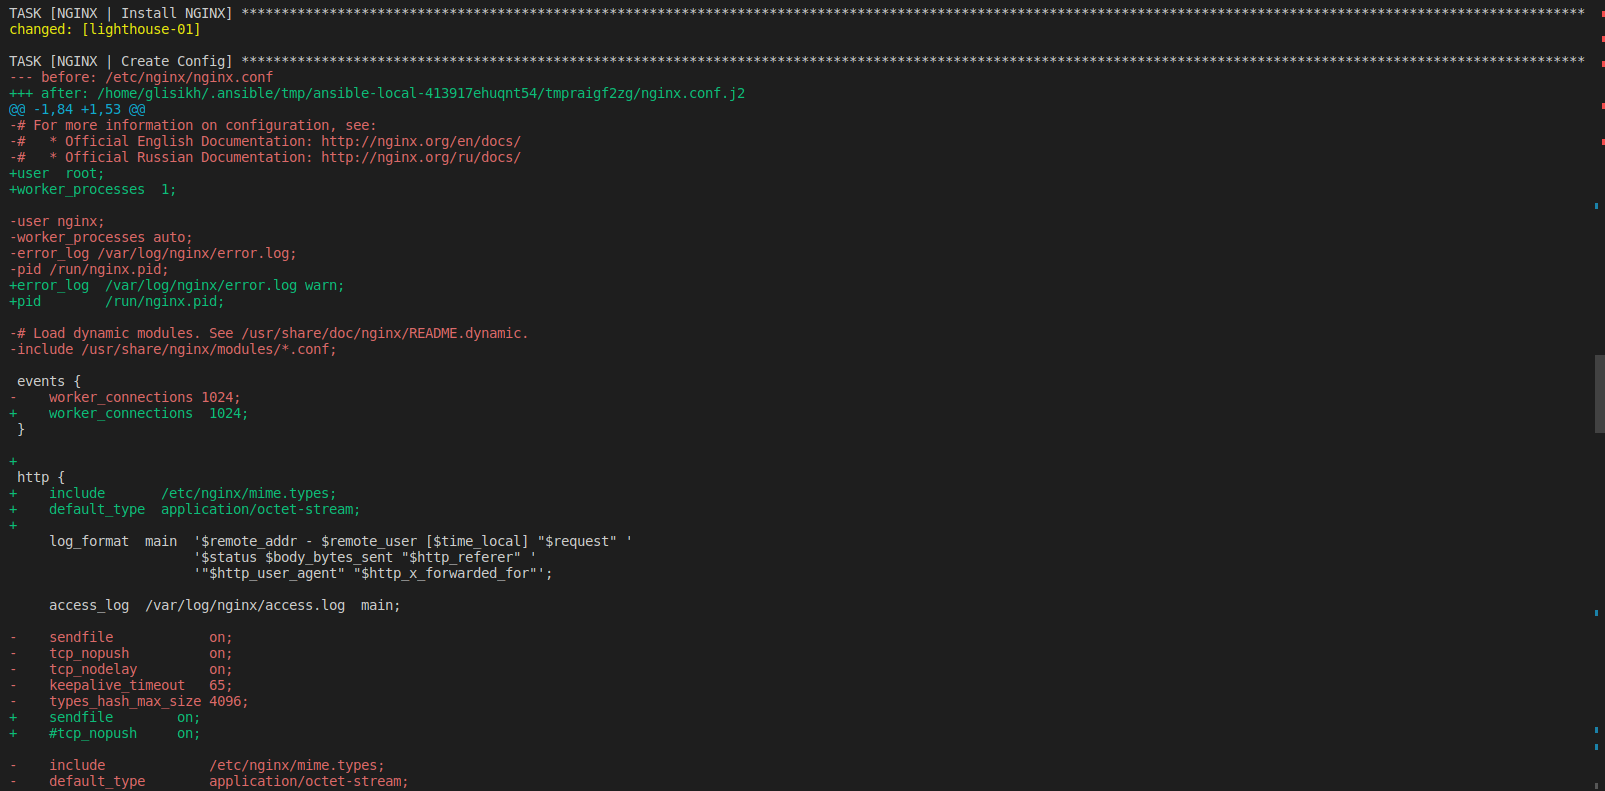 TASK [NGINX | Install NGINX] ************************************************************************************************************************************************************************
changed: [lighthouse-01]
TASK [NGINX | Create Config] ************************************************************************************************************************************************************************
--- before: /etc/nginx/nginx.conf
+++ after: /home/glisikh/.ansible/tmp/ansible-local-413917ehuqnt54/tmpraigf2zg/nginx.conf.j2
@@ -1,84 +1,53 @@
-# For more information on configuration, see:
-#   * Official English Documentation: http://nginx.org/en/docs/
-#   * Official Russian Documentation: http://nginx.org/ru/docs/
+user  root;
+worker_processes  1;
-user nginx;
-worker_processes auto;
-error_log /var/log/nginx/error.log;
-pid /run/nginx.pid;
+error_log  /var/log/nginx/error.log warn;
+pid        /run/nginx.pid;
-# Load dynamic modules. See /usr/share/doc/nginx/README.dynamic.
-include /usr/share/nginx/modules/*.conf;
 events {
-    worker_connections 1024;
+    worker_connections  1024;
 }
+
 http {
+    include       /etc/nginx/mime.types;
+    default_type  application/octet-stream;
+
     log_format  main  '$remote_addr - $remote_user [$time_local] "$request" '
                       '$status $body_bytes_sent "$http_referer" '
                       '"$http_user_agent" "$http_x_forwarded_for"';
     access_log  /var/log/nginx/access.log  main;
-    sendfile            on;
-    tcp_nopush          on;
-    tcp_nodelay         on;
-    keepalive_timeout   65;
-    types_hash_max_size 4096;
+    sendfile        on;
+    #tcp_nopush     on;
-    include             /etc/nginx/mime.types;
-    default_type        application/octet-stream;